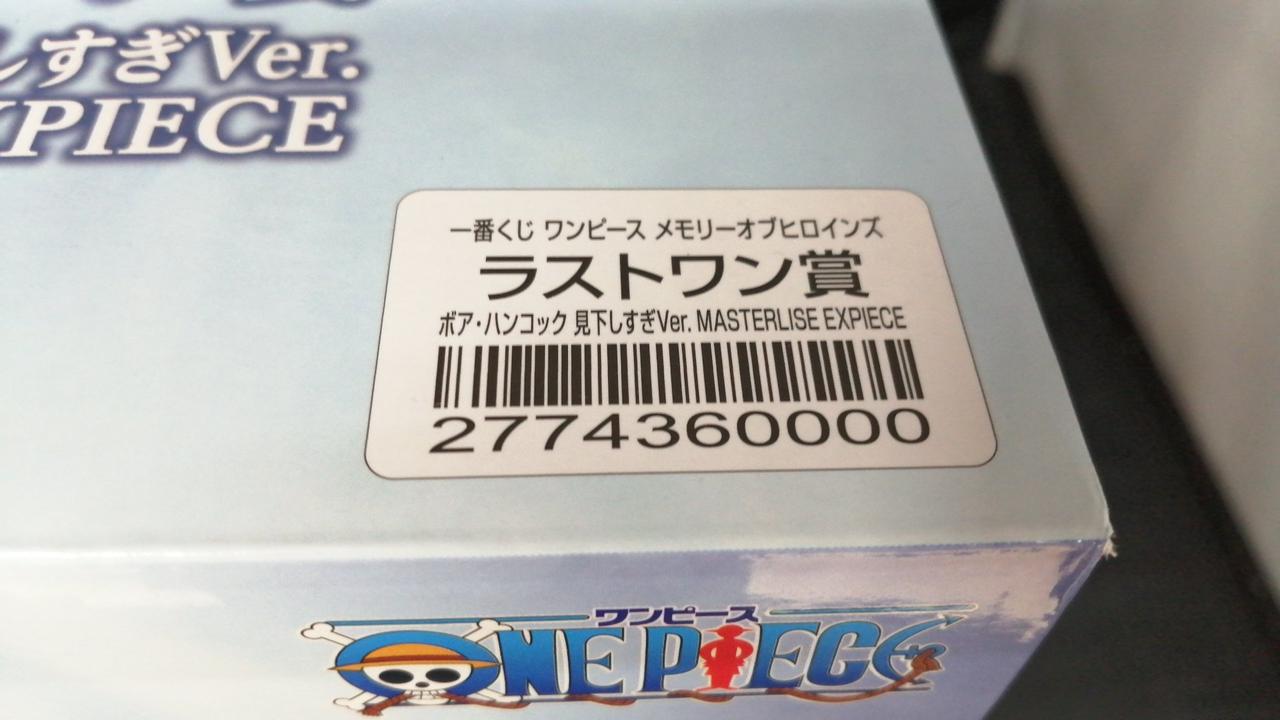 しすぎVer.
XPIECE
一番くじ ワンピース メモリーオブヒロインズ
ラストワン賞
ボア・ハンコック 見下しすぎVer. MASTERLISE EXPIECE
2774360000
ワンピース
ONE PIECE